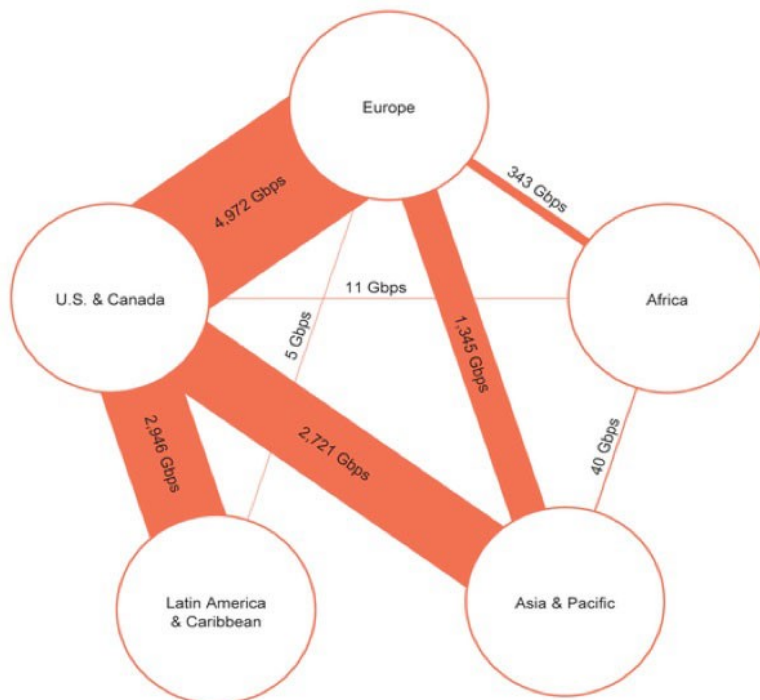 Europe
4,972 Gbps
343 Gbps
U.S. & Canada
11 Gbps
Africa
5 Gbps
1,345 Gbps
2,946 Gbps
2,721 Gbps
40 Gbps
Latin America
& Caribbean
Asia & Pacific